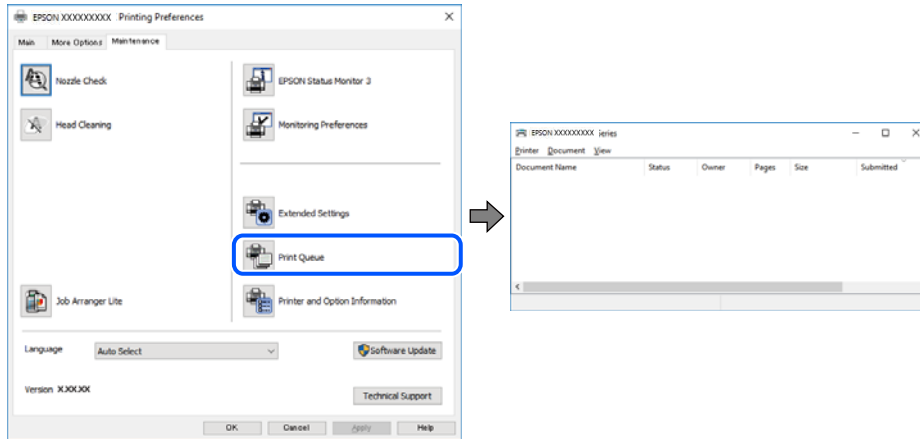 EPSON XXXXXXXXX Printing Preferences
Main More Options Maintenance
Nozzle Check
EPSON Status Monitor 3
Head Cleaning
Monitoring Preferences
Extended Settings
Print Queue
Job Arranger Lite
Printer and Option Information
Language Auto Select
Software Update
Version X.XX.XX
Technical Support
OK Cancel Apply Help
EPSON XXXXXXXXX ieries
Printer Document View
Document Name Status Owner Pages Size Submitted